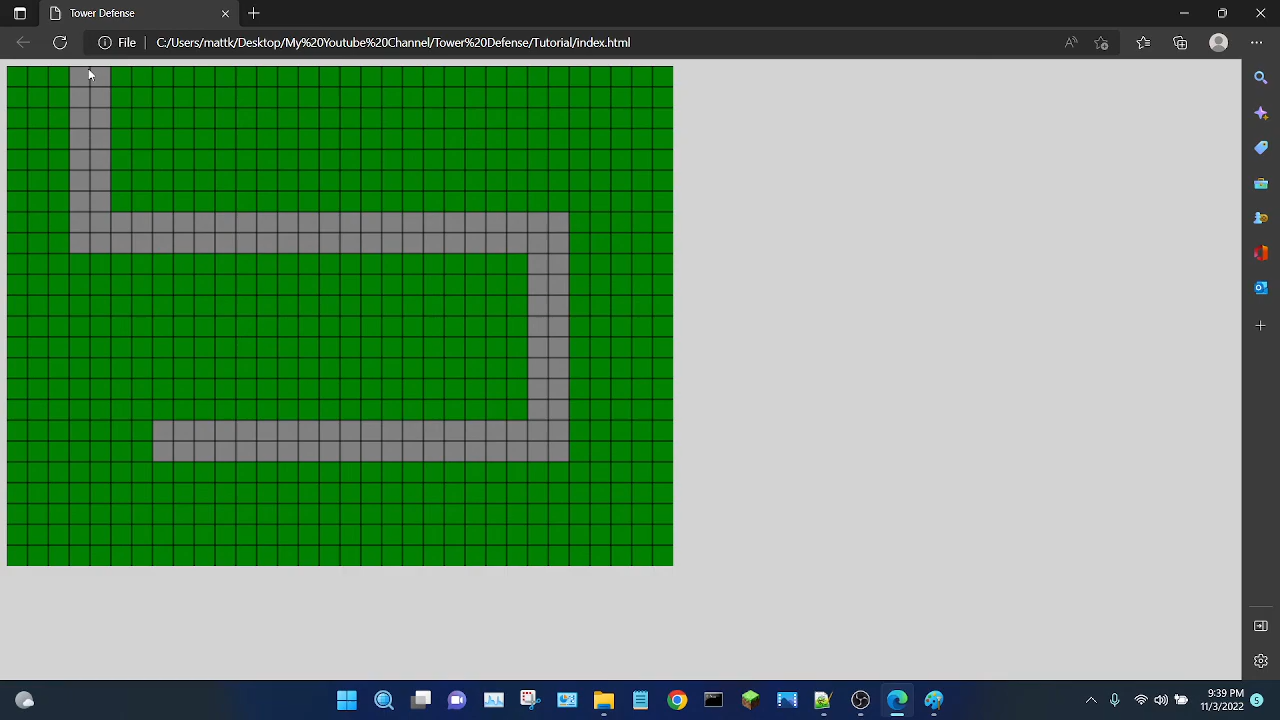 Tower Defense
File
C:/Users/mattk/Desktop/My%20Youtube%20Channel/Tower%20Defense/Tutorial/index.html
9:39 PM
11/3/2022